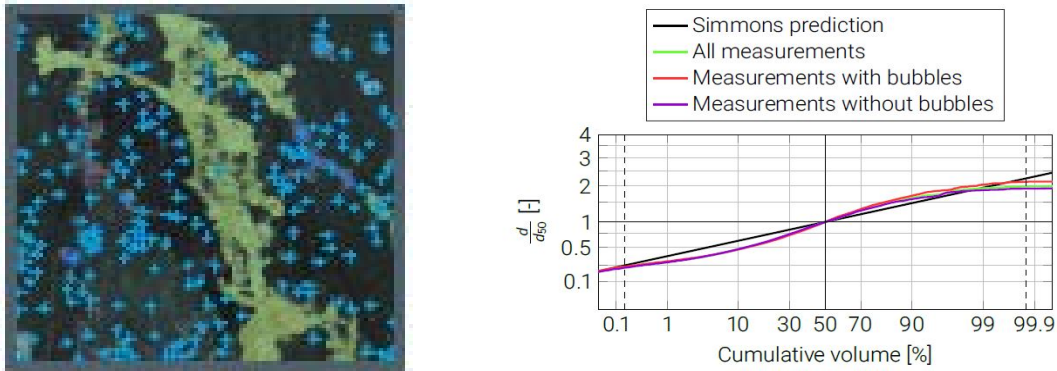 Simmons prediction
All measurements
Measurements with bubbles
Measurements without bubbles
4
3
2
1
0.5
0.1
d/d50 [-]
0.1 1 10 30 50 70 90 99 99.9
Cumulative volume [%]